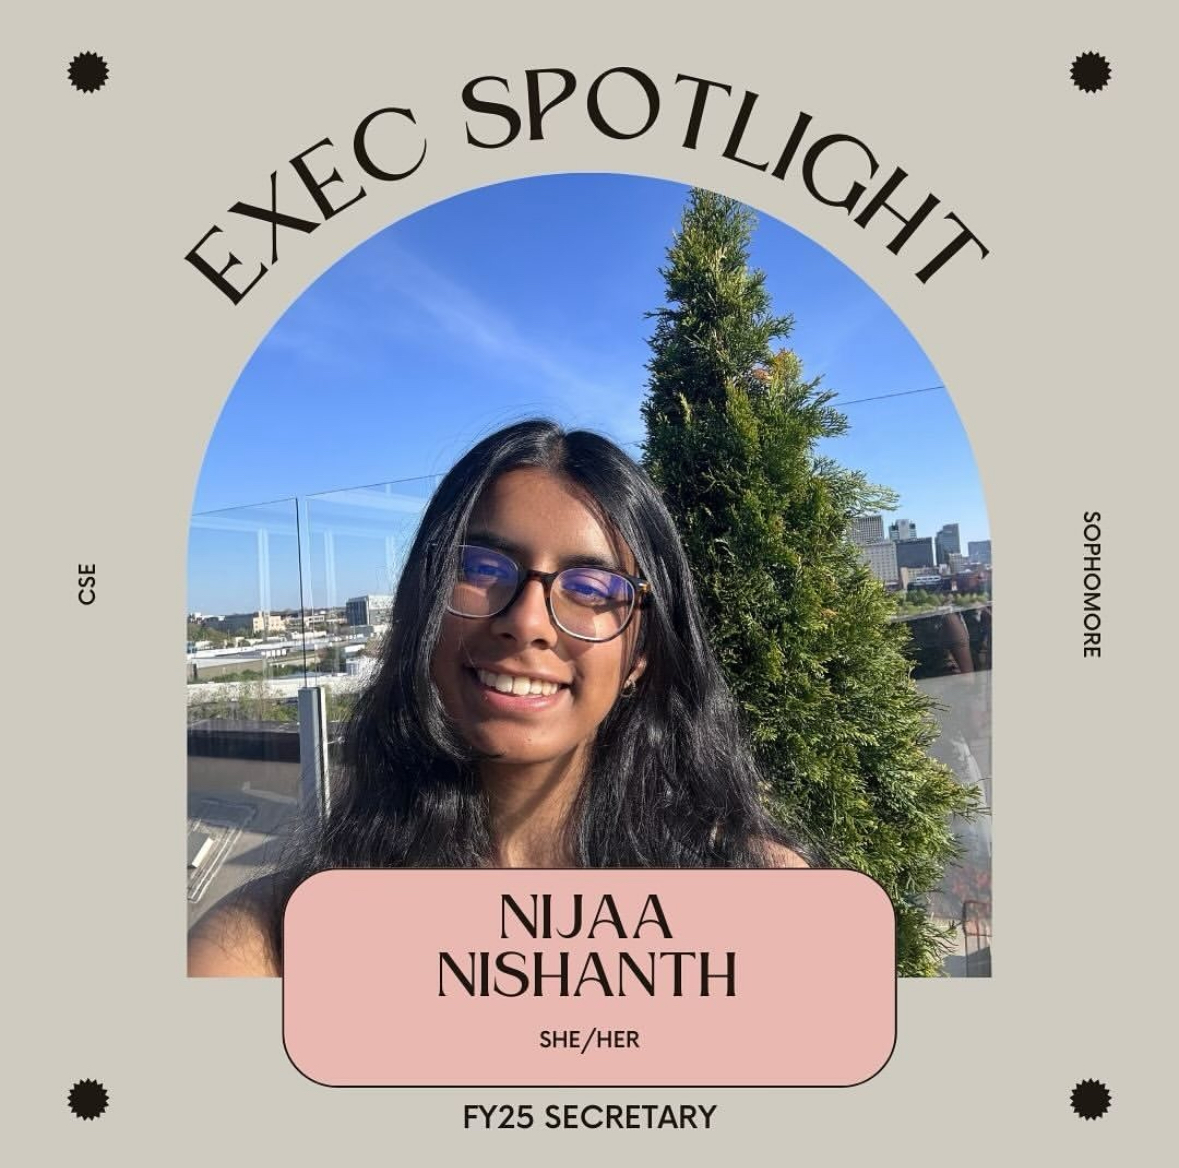 EXEC SPOTLIGHT
CSE
SOPHOMORE
NIJAA
NISHANTH
SHE/HER
FY25 SECRETARY